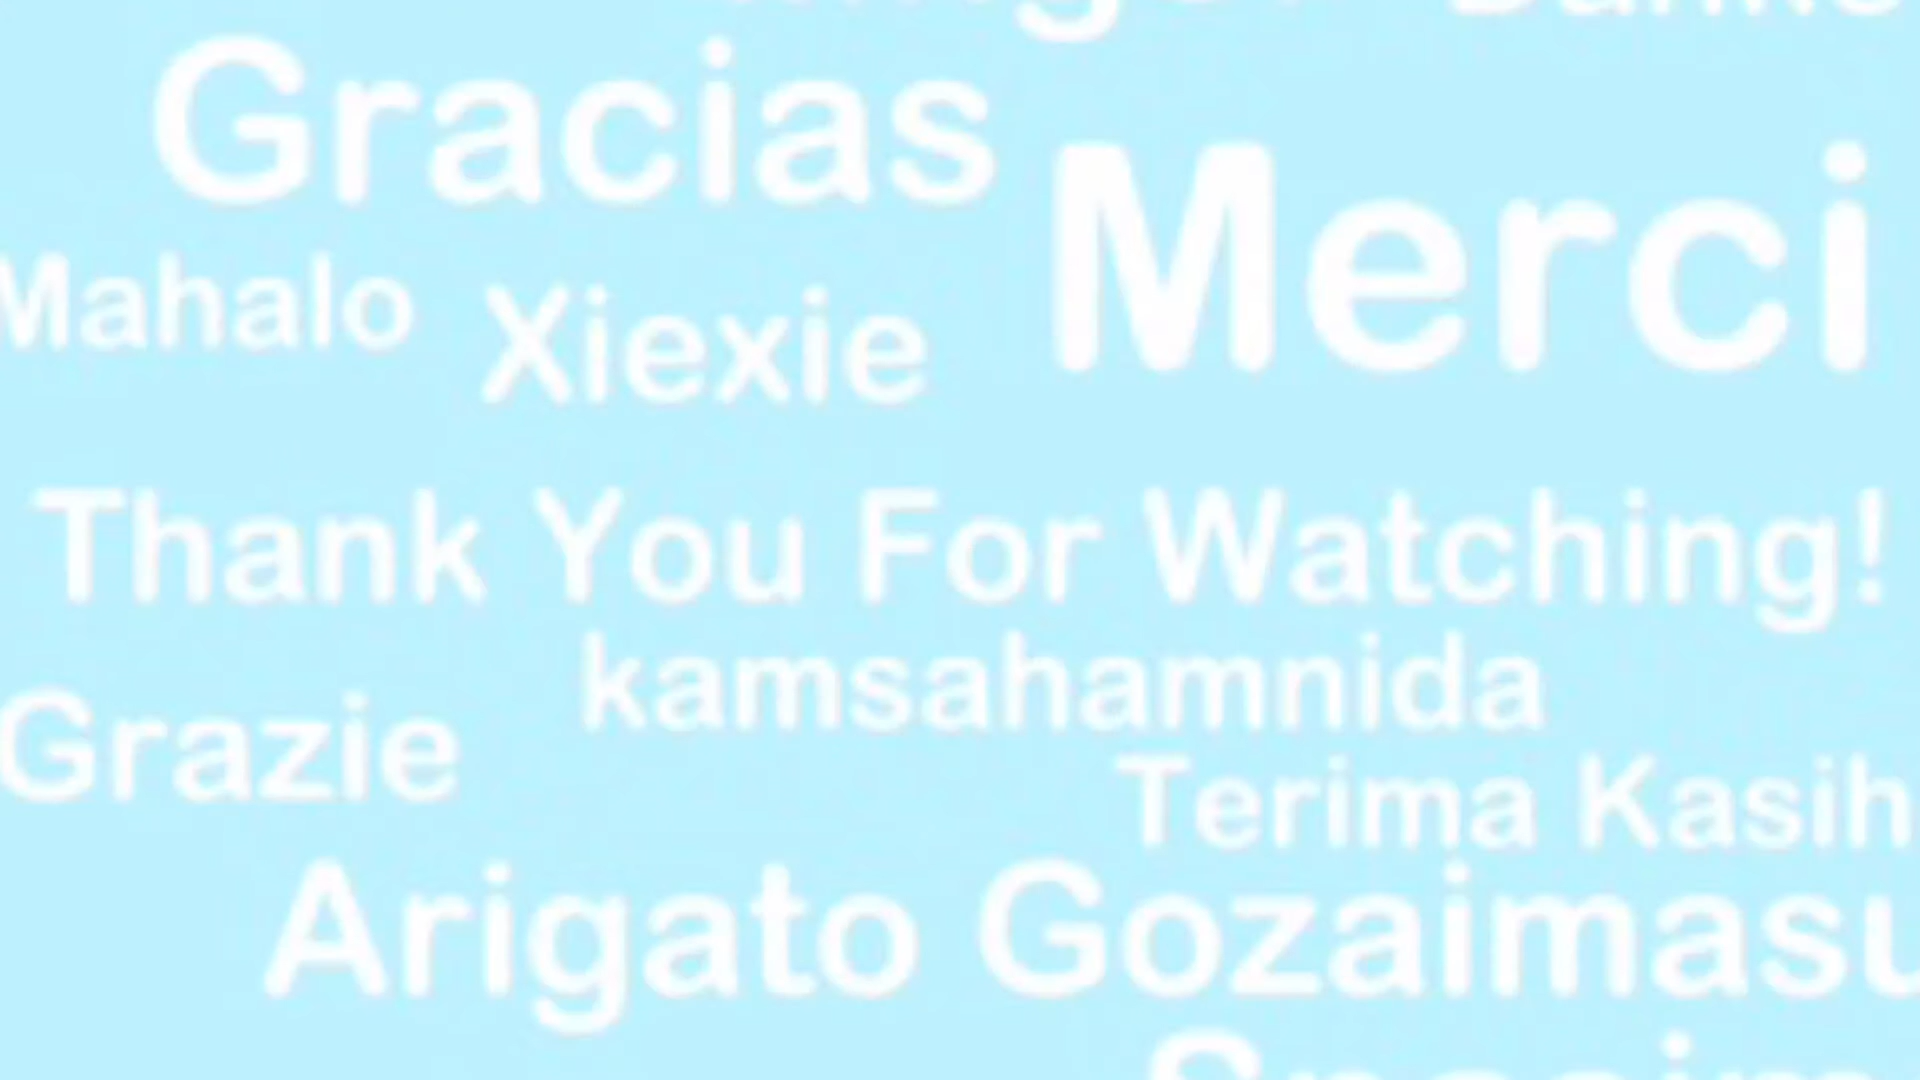 Gracias
Merci
Mahalo
Xiexie
Thank You For Watching!
kamsahamnida
Grazie
Terima Kasih
Arigato Gozaimasu